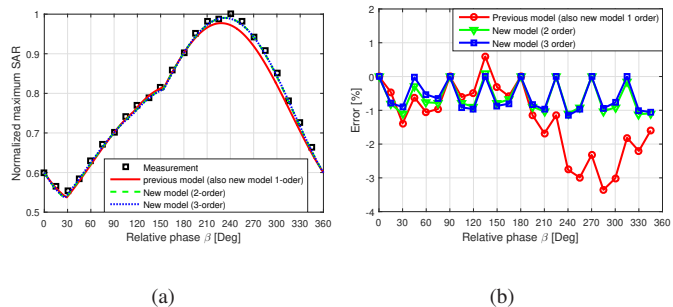 Normalized maximum SAR
1
0.9
0.8
0.7
0.6
0.5
Measurement
previous model (also new model 1-oder)
New model (2-order)
New model (3-order)
0 30 60 90 120 150 180 210 240 270 300 330 360
Relative phase β [Deg]
(a)
Error [%]
2
1
0
-1
-2
-3
-4
Previous model (also new model 1 order)
New model (2 order)
New model (3 order)
0 30 60 90 120 150 180 210 240 270 300 330 360
Relative phase β [Deg]
(b)